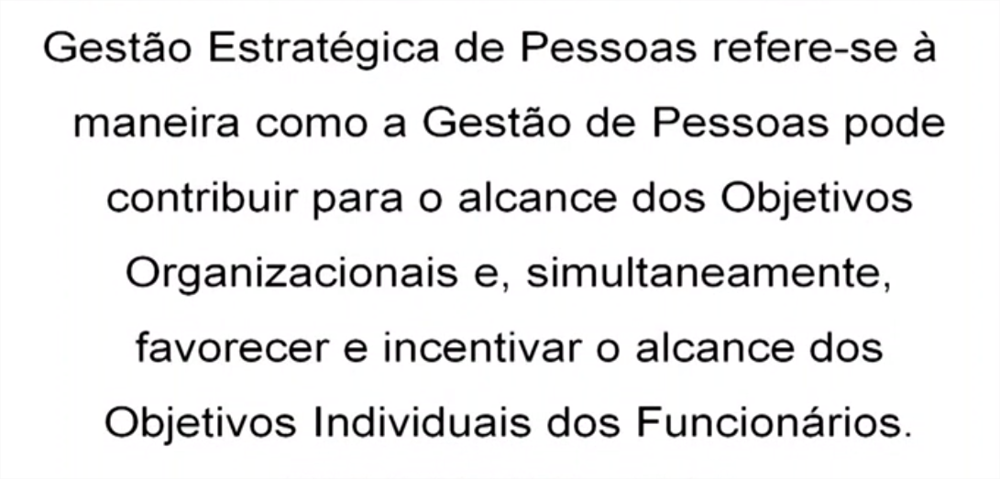 Gestão Estratégica de Pessoas refere-se à
maneira como a Gestão de Pessoas pode
contribuir para o alcance dos Objetivos
Organizacionais e, simultaneamente,
favorecer e incentivar o alcance dos
Objetivos Individuais dos Funcionários.